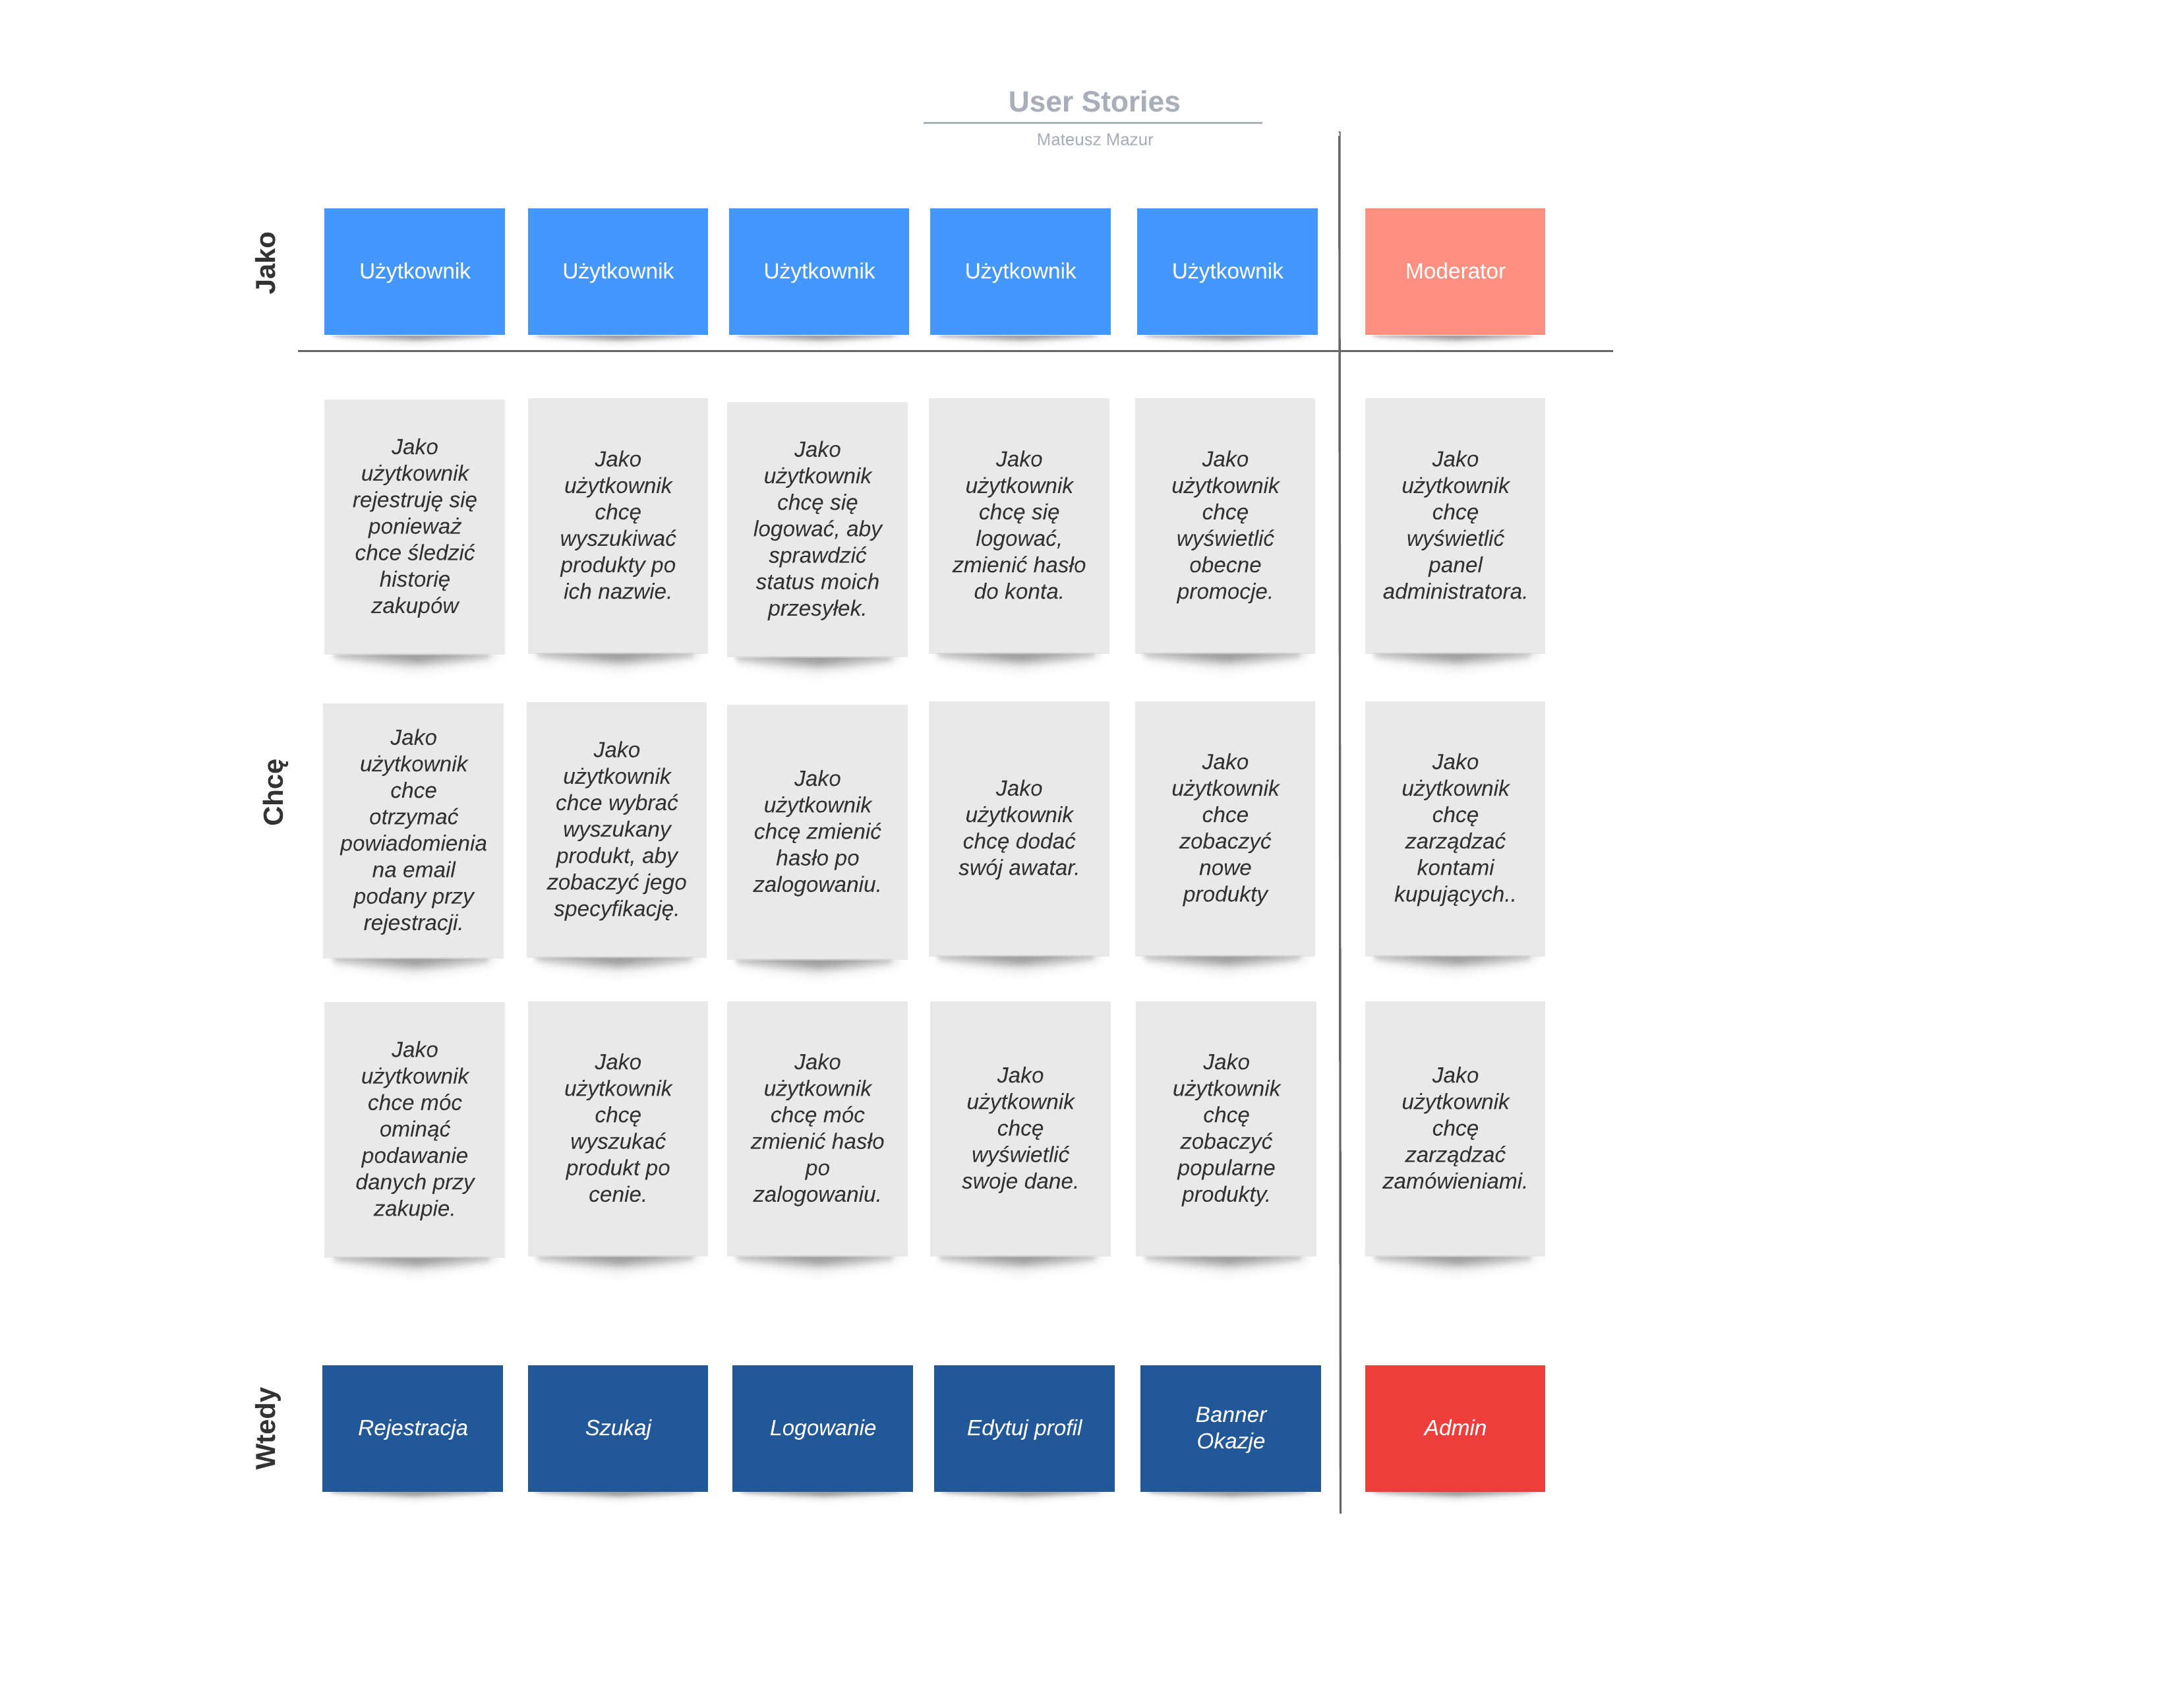 User Stories
Mateusz Mazur
Jako
Użytkownik
Użytkownik
Użytkownik
Użytkownik
Użytkownik
Moderator
Chcę
Jako
użytkownik
rejestruję się
ponieważ
chce śledzić
historię
zakupów
Jako
użytkownik
chcę
wyszukiwać
produkty po
ich nazwie.
Jako
użytkownik
chcę się
logować, aby
sprawdzić
status moich
przesyłek.
Jako
użytkownik
chcę się
logować,
zmienić hasło
do konta.
Jako
użytkownik
chcę
wyświetlić
obecne
promocje.
Jako
użytkownik
chcę
wyświetlić
panel
administratora.
Jako
użytkownik
chce
otrzymać
powiadomienia
na email
podany przy
rejestracji.
Jako
użytkownik
chce wybrać
wyszukany
produkt, aby
zobaczyć jego
specyfikację.
Jako
użytkownik
chcę zmienić
hasło po
zalogowaniu.
Jako
użytkownik
chcę dodać
swój awatar.
Jako
użytkownik
chce
zobaczyć
nowe
produkty
Jako
użytkownik
chcę
zarządzać
kontami
kupujących..
Jako
użytkownik
chce móc
ominąć
podawanie
danych przy
zakupie.
Jako
użytkownik
chcę
wyszukać
produkt po
cenie.
Jako
użytkownik
chcę móc
zmienić hasło
po
zalogowaniu.
Jako
użytkownik
chcę
wyświetlić
swoje dane.
Jako
użytkownik
chcę
zobaczyć
popularne
produkty.
Jako
użytkownik
chcę
zarządzać
zamówieniami.
Wtedy
Rejestracja
Szukaj
Logowanie
Edytuj profil
Banner
Okazje
Admin